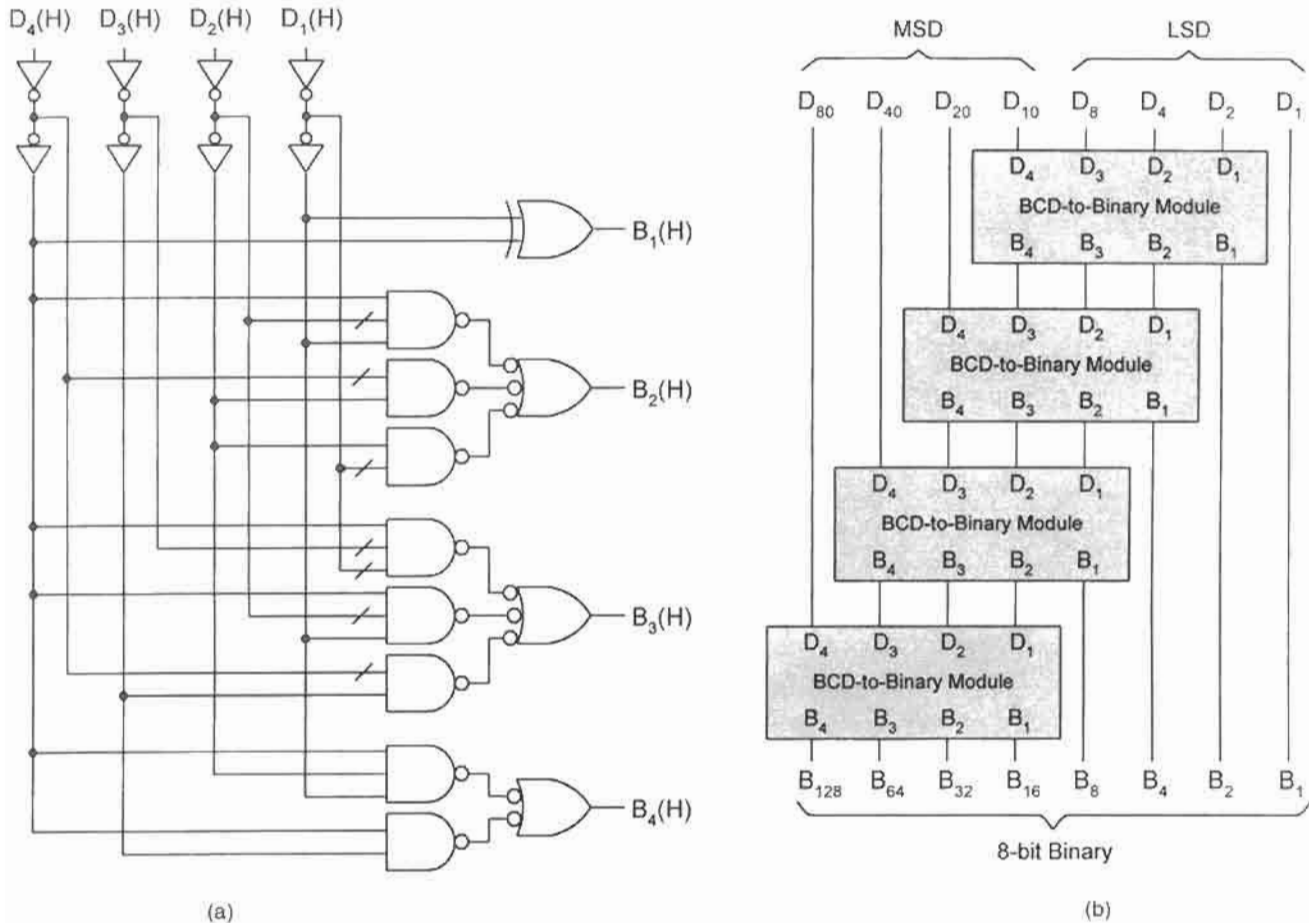 D₄(H) D₃(H) D₂(H) D₁(H)
B₁(H)
B₂(H)
B₃(H)
B₄(H)
(a)
MSD LSD
D₈₀ D₄₀ D₂₀ D₁₀ D₈ D₄ D₂ D₁
D₄ D₃ D₂ D₁
BCD-to-Binary Module
B₄ B₃ B₂ B₁
D₄ D₃ D₂ D₁
BCD-to-Binary Module
B₄ B₃ B₂ B₁
D₄ D₃ D₂ D₁
BCD-to-Binary Module
B₄ B₃ B₂ B₁
D₄ D₃ D₂ D₁
BCD-to-Binary Module
B₄ B₃ B₂ B₁
B₁₂₈ B₆₄ B₃₂ B₁₆ B₈ B₄ B₂ B₁
8-bit Binary
(b)